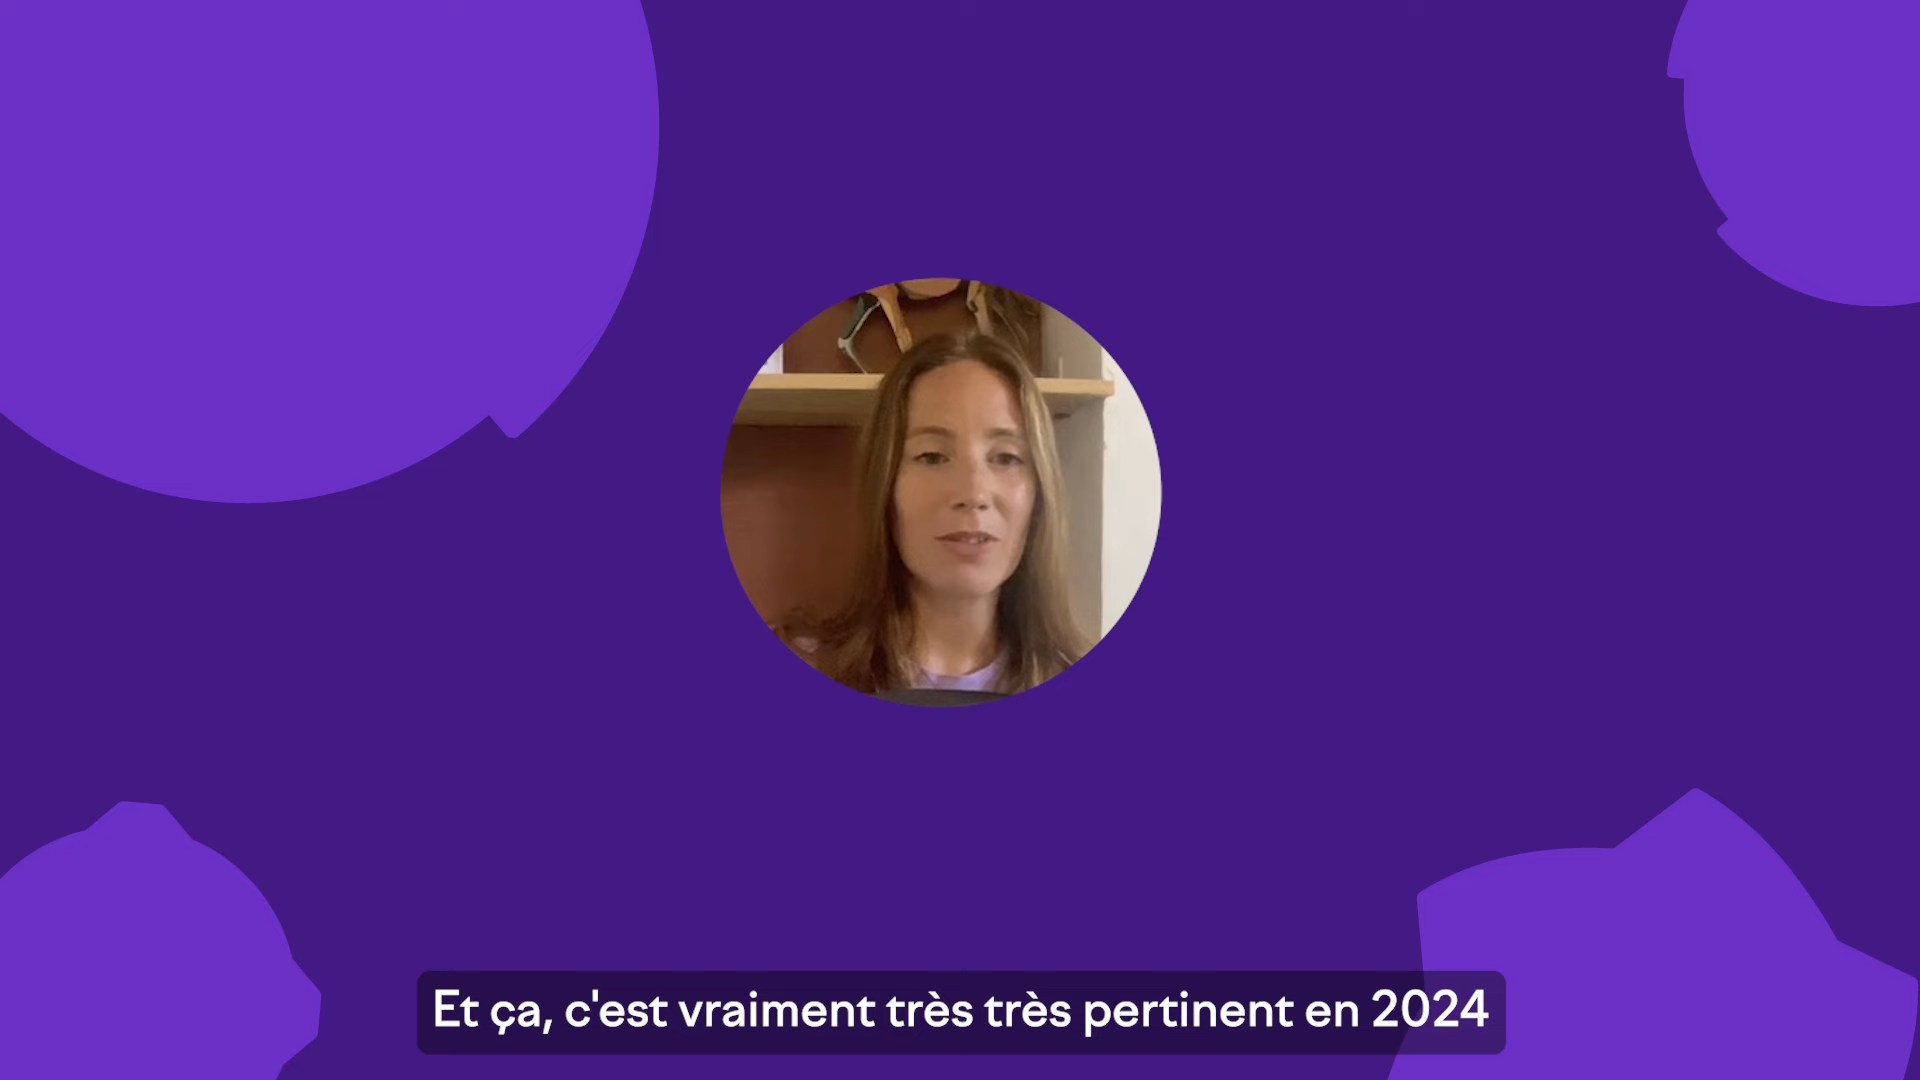 Et ça, c'est vraiment très très pertinent en 2024